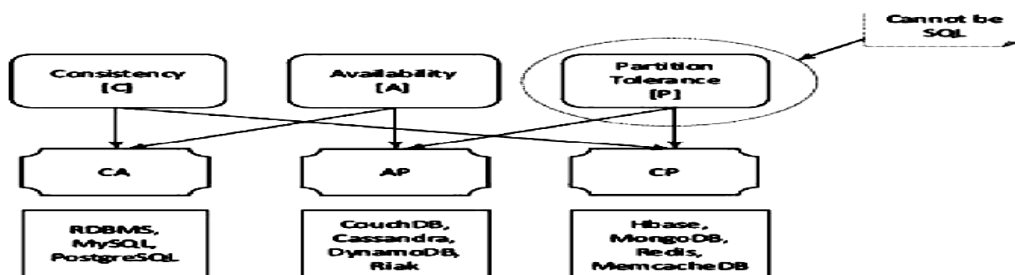 Cannot be
SQL
Consistency
[C]
Availability
[A]
Partition
Tolerance
[P]
CA
AP
CP
RDBMS,
MySQL,
PostgreSQL
CouchDB,
Cassandra,
DynamoDB,
Riak
Hbase,
MongoDB,
Redis,
MemcacheDB